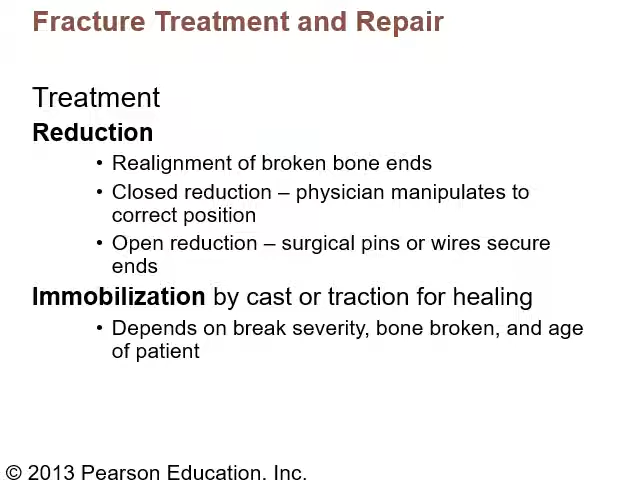 Fracture Treatment and Repair
Treatment
Reduction
• Realignment of broken bone ends
• Closed reduction – physician manipulates to
correct position
• Open reduction – surgical pins or wires secure
ends
Immobilization by cast or traction for healing
• Depends on break severity, bone broken, and age
of patient
© 2013 Pearson Education, Inc.